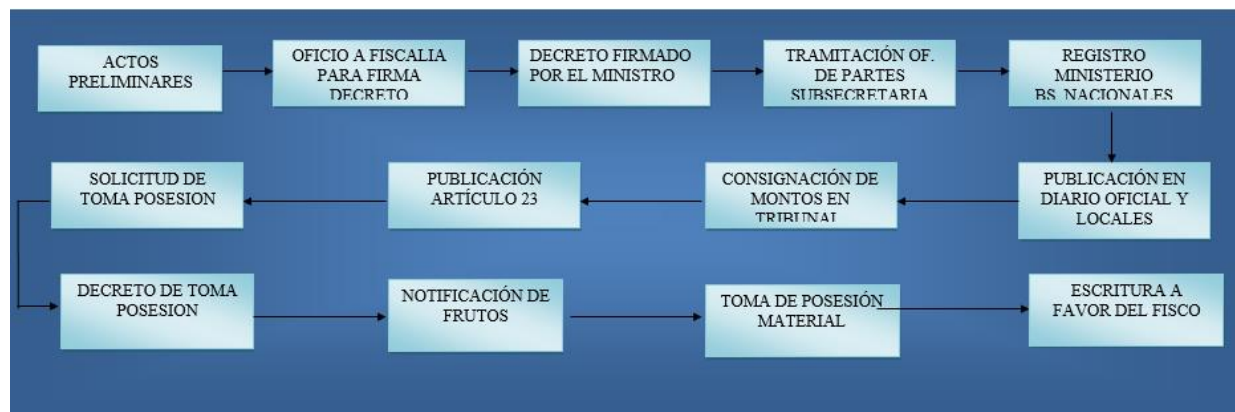 ACTOS
PRELIMINARES
OFICIO A FISCALIA
PARA FIRMA
DECRETO
DECRETO FIRMADO
POR EL MINISTRO
TRAMITACIÓN OF.
DE PARTES
SUBSECRETARIA
REGISTRO
MINISTERIO
BS. NACIONALES
PUBLICACIÓN EN
DIARIO OFICIAL Y
LOCALES
CONSIGNACIÓN DE
MONTOS EN
TRIBUNAL
PUBLICACIÓN
ARTÍCULO 23
SOLICITUD DE
TOMA POSESION
DECRETO DE TOMA
POSESION
NOTIFICACIÓN DE
FRUTOS
TOMA DE POSESIÓN
MATERIAL
ESCRITURA A
FAVOR DEL FISCO